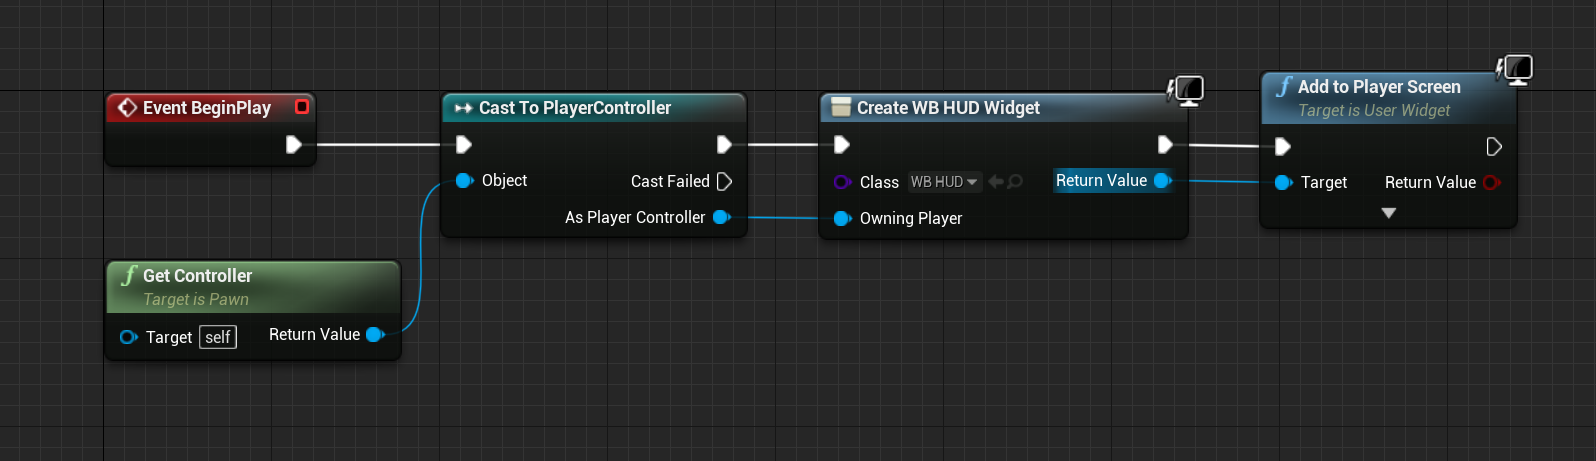 Event BeginPlay
Cast To PlayerController
Object
Cast Failed
As Player Controller
Create WB HUD Widget
Class WB HUD
Return Value
Owning Player
Add to Player Screen
Target is User Widget
Target
Return Value
f Get Controller
Target is Pawn
Target self
Return Value